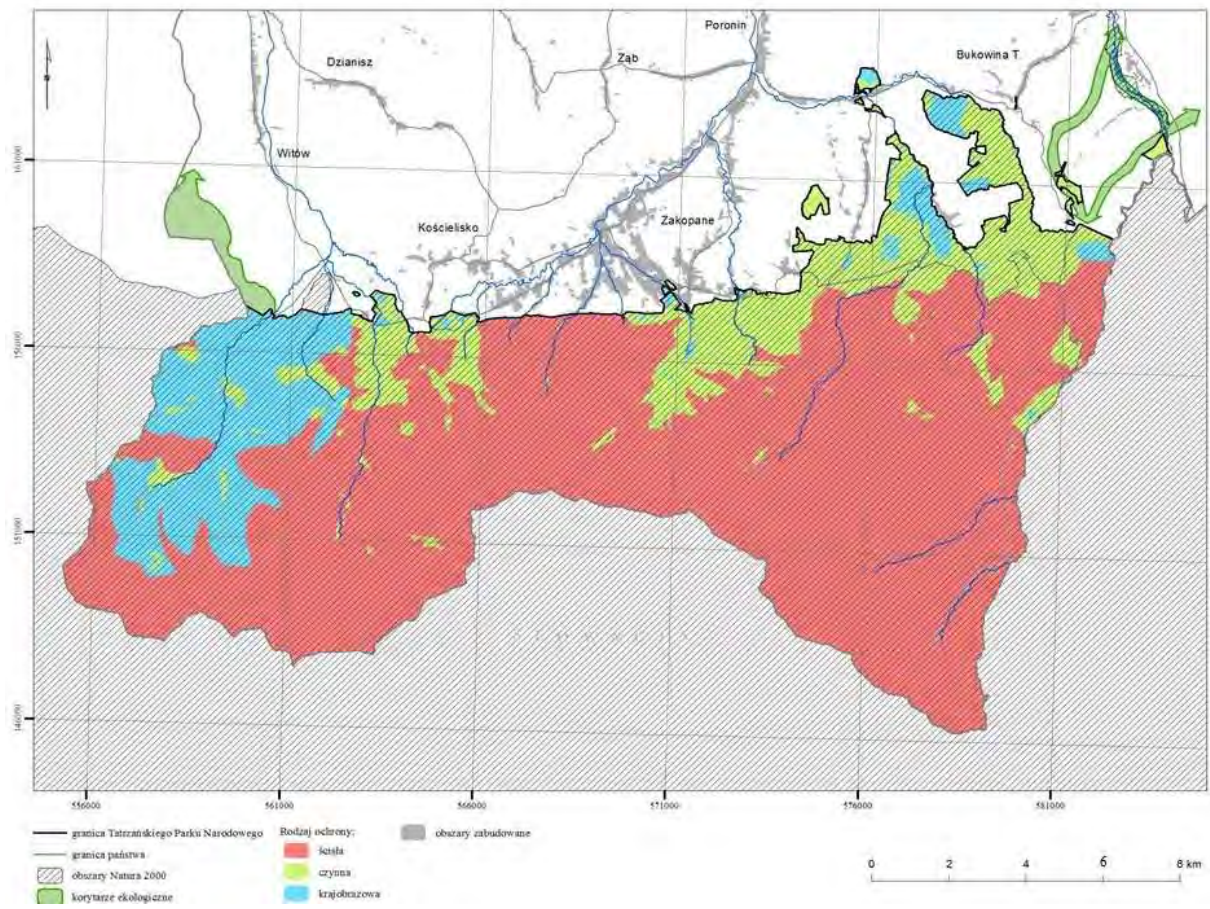 Poronin
Ząb
Bukowina T.
Dzianisz
Witów
Kościelisko
Zakopane
161000
151000
146000
556000
561000
566000
571000
576000
581000
granica Tatrzańskiego Parku Narodowego
granica państwa
obszary Natura 2000
korytarze ekologiczne
Rodzaj ochrony:
ścisła
czynna
krajobrazowa
obszary zabudowane
0 2 4 6 8 km